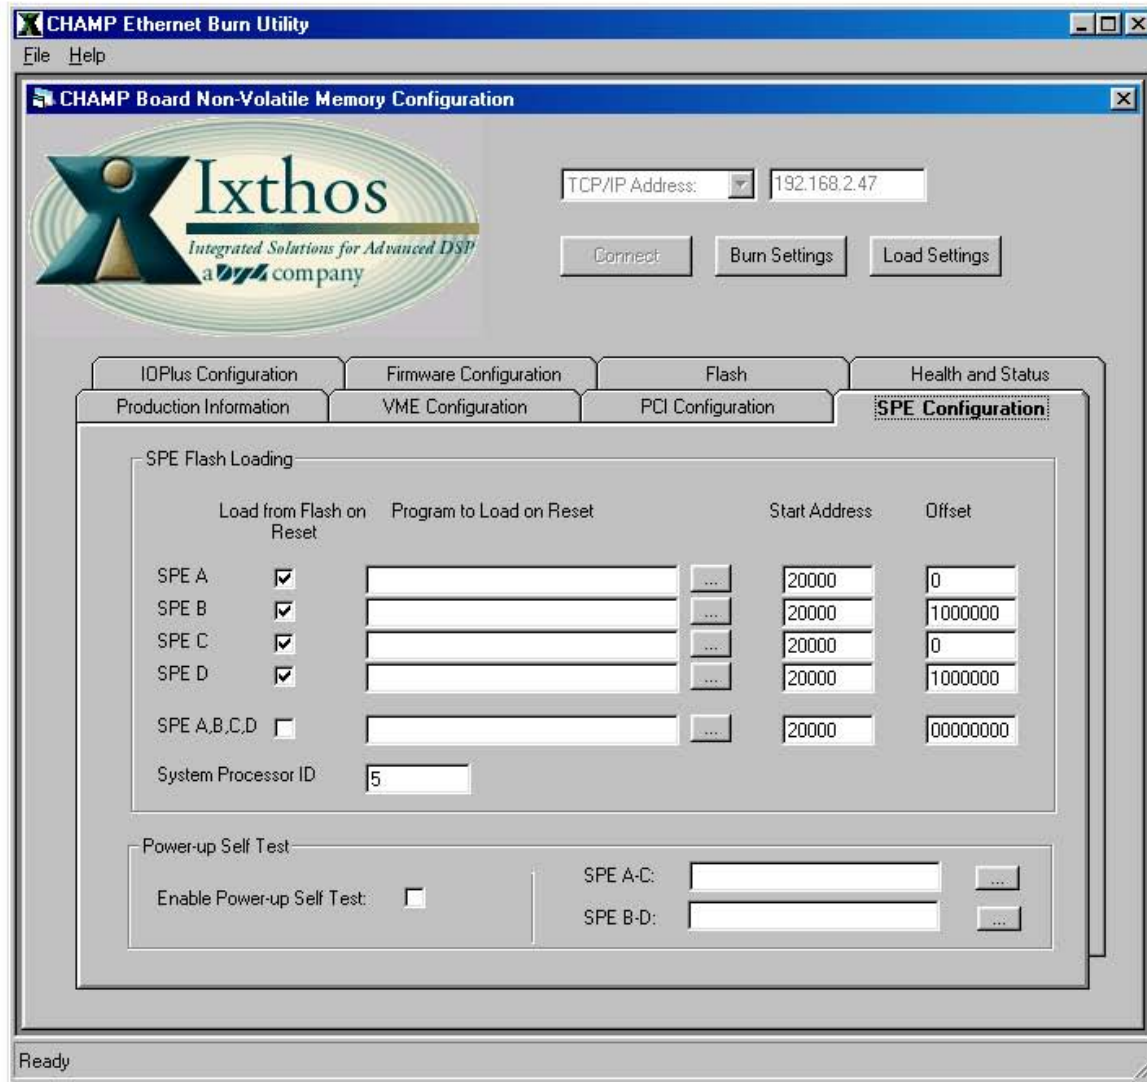 CHAMP Ethernet Burn Utility
File Help
CHAMP Board Non-Volatile Memory Configuration
Ixthos
Integrated Solutions for Advanced DSP
a Dy4 company
TCP/IP Address: 192.168.2.47
Connect Burn Settings Load Settings
IOPlus Configuration Firmware Configuration Flash Health and Status
Production Information VME Configuration PCI Configuration SPE Configuration
SPE Flash Loading
Load from Flash on Reset Program to Load on Reset Start Address Offset
SPE A ... 20000 0
SPE B ... 20000 1000000
SPE C ... 20000 0
SPE D ... 20000 1000000
SPE A,B,C,D ... 20000 00000000
System Processor ID 5
Power-up Self Test
Enable Power-up Self Test:
SPE A-C: ...
SPE B-D: ...
Ready